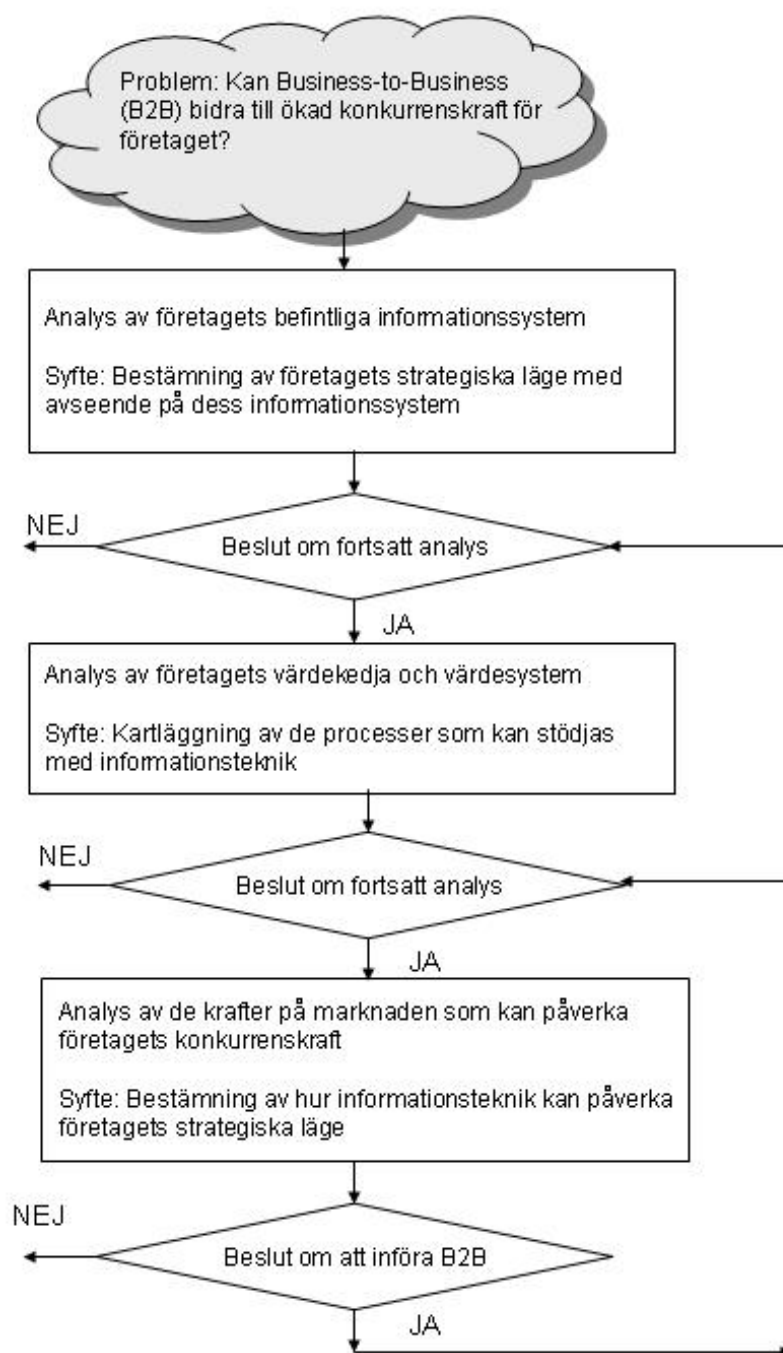 Problem: Kan Business-to-Business
(B2B) bidra till ökad konkurrenskraft för
företaget?
Analys av företagets befintliga informationssystem
Syfte: Bestämning av företagets strategiska läge med
avseende på dess informationssystem
NEJ
Beslut om fortsatt analys
JA
Analys av företagets värdekedja och värdesystem
Syfte: Kartläggning av de processer som kan stödjas
med informationsteknik
NEJ
Beslut om fortsatt analys
JA
Analys av de krafter på marknaden som kan påverka
företagets konkurrenskraft
Syfte: Bestämning av hur informationsteknik kan påverka
företagets strategiska läge
NEJ
Beslut om att införa B2B
JA